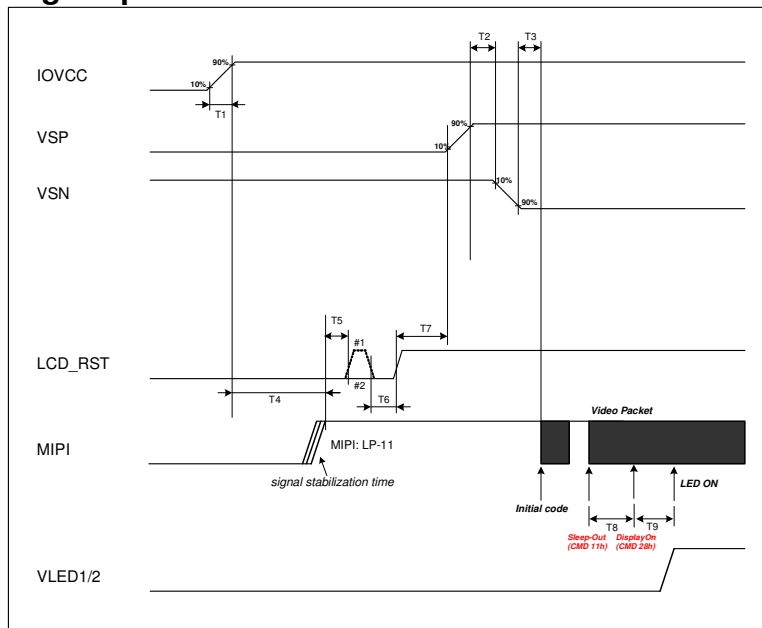 IOVCC
90%
10%
T1
T2
T3
VSP
90%
10%
VSN
10%
90%
LCD_RST
T5
#1
#2
T7
T6
T4
MIPI
MIPI: LP-11
signal stabilization time
Video Packet
Initial code
LED ON
T8
T9
Sleep-Out
(CMD 11h)
DisplayOn
(CMD 28h)
VLED1/2